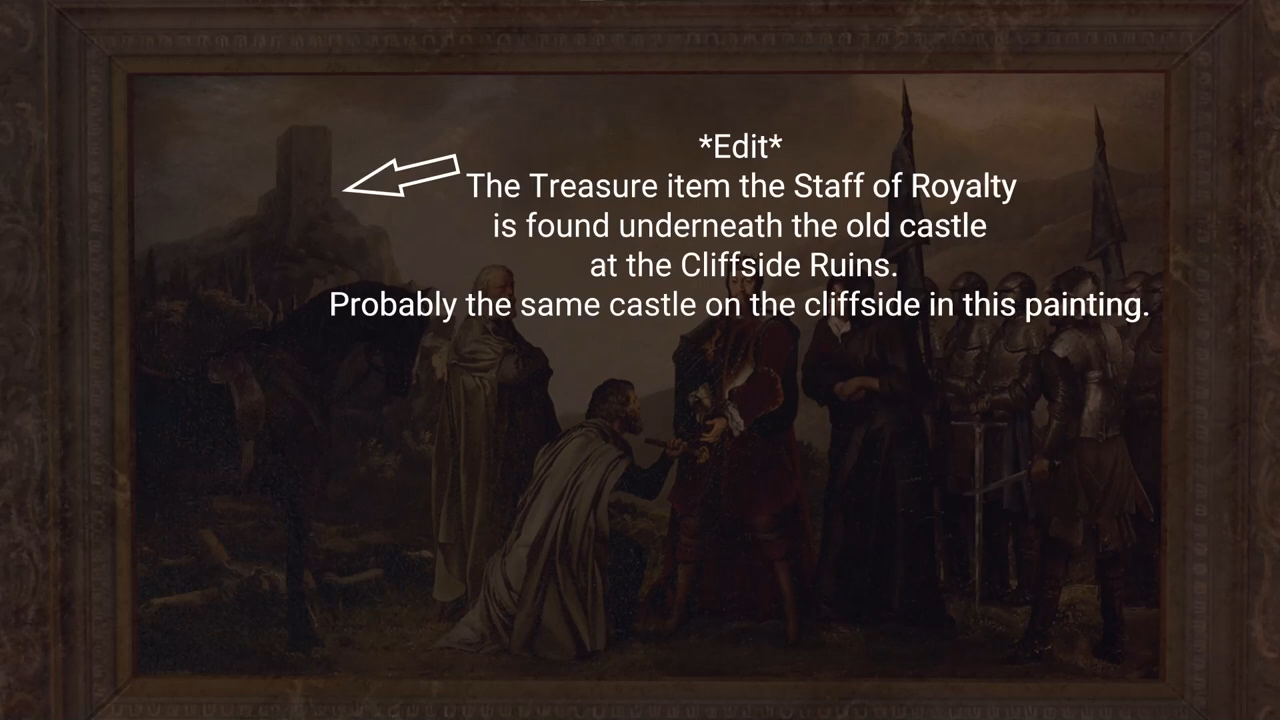 *Edit*
The Treasure item the Staff of Royalty
is found underneath the old castle
at the Cliffside Ruins.
Probably the same castle on the cliffside in this painting.